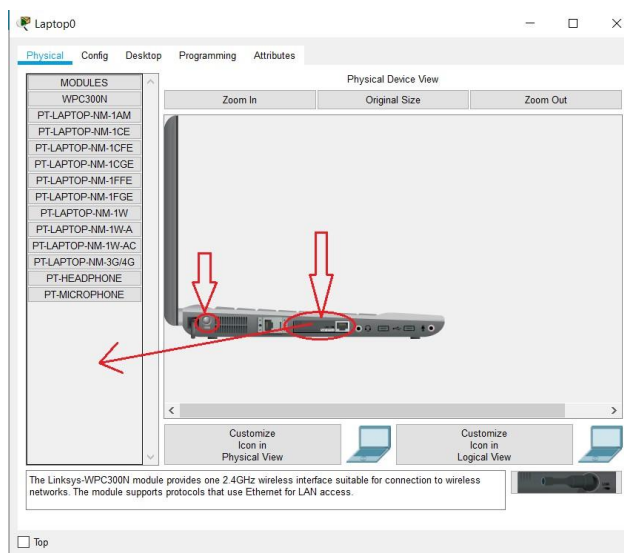 Laptop0
Physical Config Desktop Programming Attributes
MODULES
WPC300N
PT-LAPTOP-NM-1AM
PT-LAPTOP-NM-1CE
PT-LAPTOP-NM-1CFE
PT-LAPTOP-NM-1CGE
PT-LAPTOP-NM-1FFE
PT-LAPTOP-NM-1FGE
PT-LAPTOP-NM-1W
PT-LAPTOP-NM-1W-A
PT-LAPTOP-NM-1W-AC
PT-LAPTOP-NM-3G/4G
PT-HEADPHONE
PT-MICROPHONE
Physical Device View
Zoom In Original Size Zoom Out
Customize
Icon in
Physical View
Customize
Icon in
Logical View
The Linksys-WPC300N module provides one 2.4GHz wireless interface suitable for connection to wireless
networks. The module supports protocols that use Ethernet for LAN
access.
Top